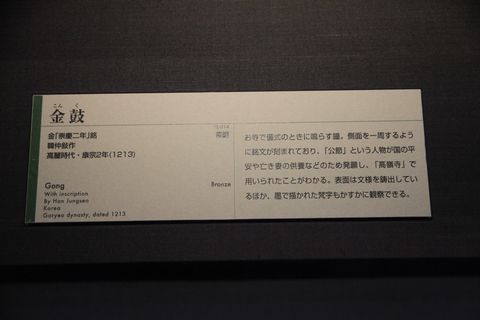 こん く
金 鼓
金「崇慶二年」銘
韓仲敍作
高麗時代・康宗2年(1213)
Gong
With inscription
By Han Jungseo
Korea
Goryeo dynasty, dated 1213
Bronze
お寺で儀式のときに鳴らす鐘。側面を一周するよう
に銘文が刻まれており、「公節」という人物が国の平
安や亡き妻の供養などのため発願し、「高嶺寺」で
用いられたことがわかる。表面は文様を鋳出してい
るほか、墨で描かれた梵字もかすかに観察できる。